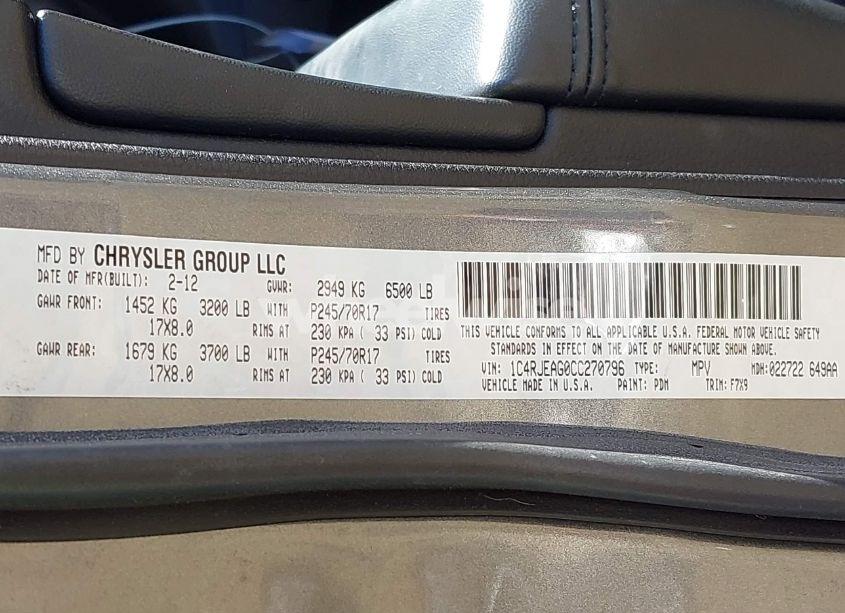 MFD BY CHRYSLER GROUP LLC
DATE OF MFR(BUILT): 2-12 GVWR: 2949 KG 6500 LB
GAWR FRONT: 1452 KG 3200 LB WITH P245/70R17 TIRES
17X8.0 RIMS AT 230 KPA ( 33 PSI) COLD
GAWR REAR: 1679 KG 3700 LB WITH P245/70R17 TIRES
17X8.0 RIMS AT 230 KPA ( 33 PSI) COLD
THIS VEHICLE CONFORMS TO ALL APPLICABLE U.S.A. FEDERAL MOTOR VEHICLE SAFETY
STANDARDS IN EFFECT ON THE DATE OF MANUFACTURE SHOWN ABOVE.
VIN: 1C4RJEAG0CC270796 TYPE: MPV MDH: 022722 649AA
VEHICLE MADE IN U.S.A. PAINT: PDM TRIM: F7X9